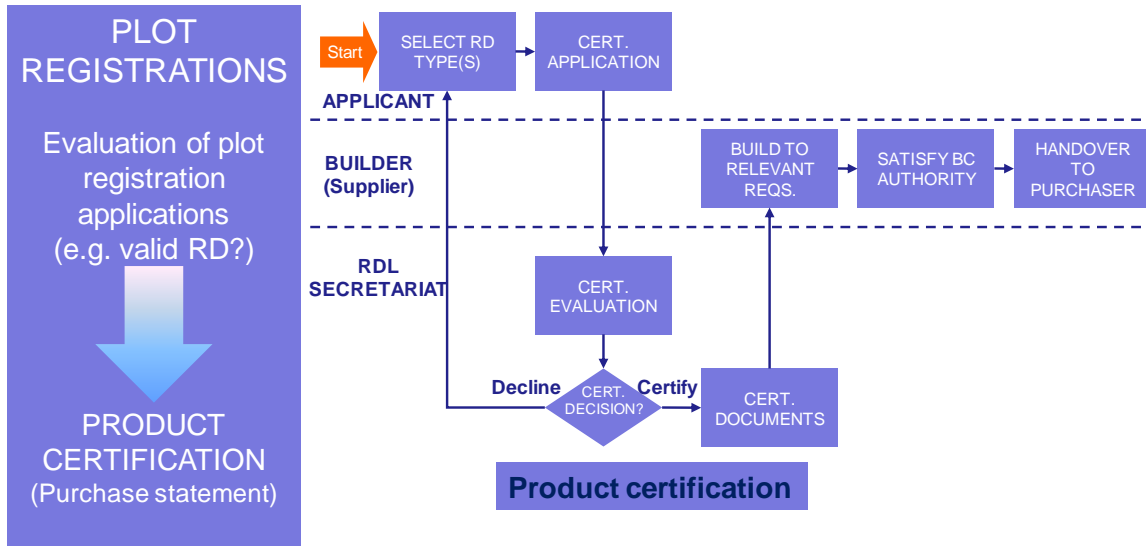 PLOT
REGISTRATIONS
Evaluation of plot
registration
applications
(e.g. valid RD?)
PRODUCT
CERTIFICATION
(Purchase statement)
Start
SELECT RD
TYPE(S)
CERT.
APPLICATION
APPLICANT
BUILDER
(Supplier)
BUILD TO
RELEVANT
REQS.
SATISFY BC
AUTHORITY
HANDOVER
TO
PURCHASER
RDL
SECRETARIAT
CERT.
EVALUATION
Decline
CERT.
DECISION?
Certify
CERT.
DOCUMENTS
Product certification